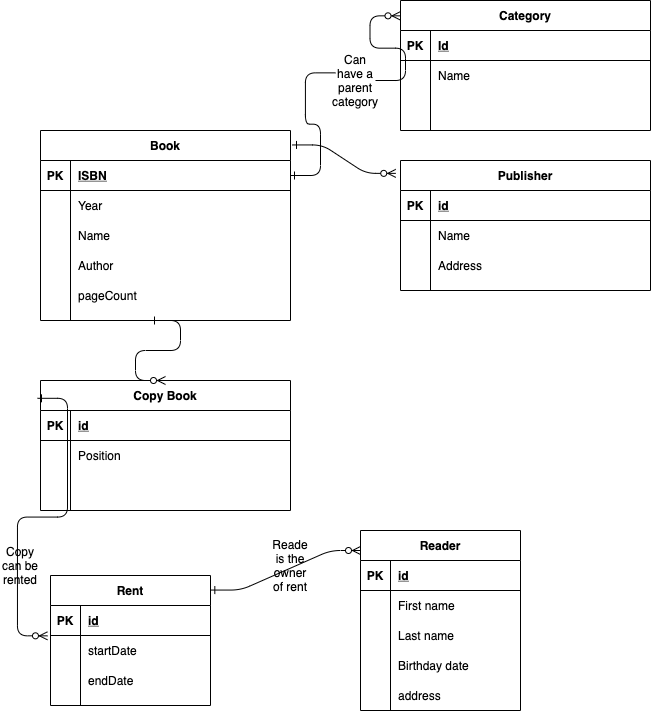 Category
PK Id
Name
Can
have a
parent
category
Book
PK ISBN
Year
Name
Author
pageCount
Publisher
PK id
Name
Address
Copy Book
PK id
Position
Copy
can be
rented
Reade
is the
owner
of rent
Rent
PK id
startDate
endDate
Reader
PK id
First name
Last name
Birthday date
address